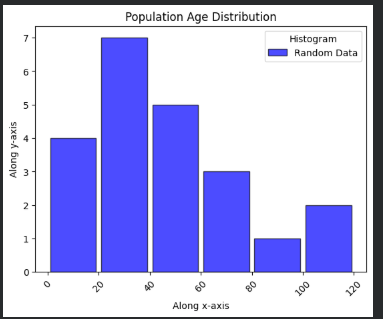 Population Age Distribution
Histogram
Random Data
Along y-axis
7
6
5
4
3
2
1
0
0 20 40 60 80 100 120
Along x-axis